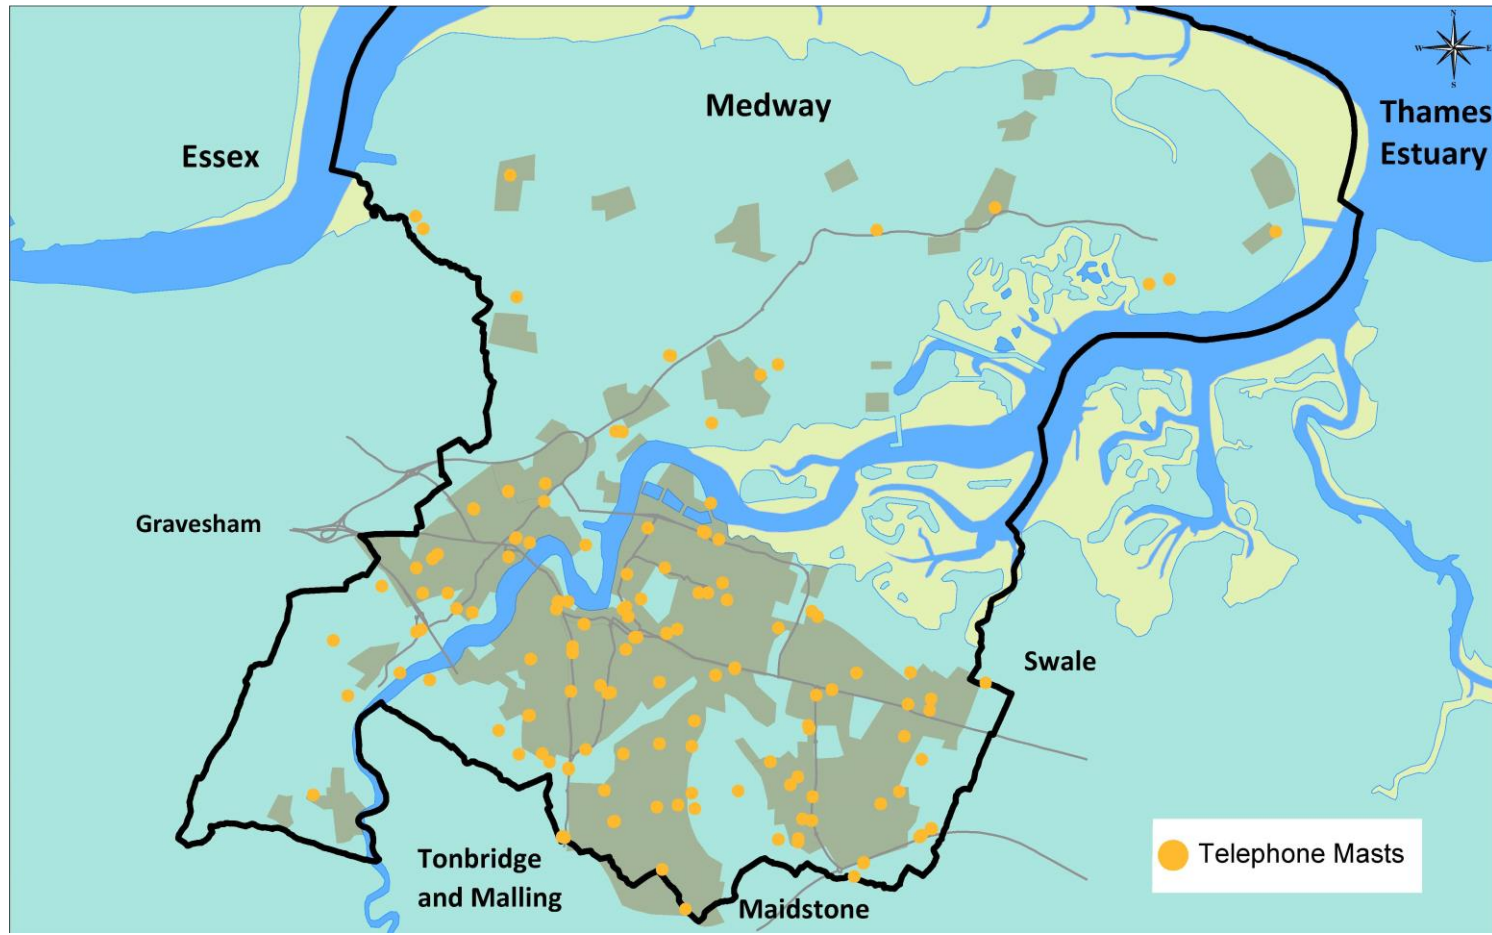 Medway
Thames
Estuary
Essex
Gravesham
Swale
Tonbridge
and Malling
Maidstone
Telephone Masts
N
W
E
S